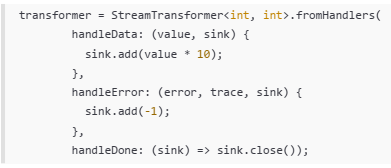 transformer = StreamTransformer<int, int>.fromHandlers(
handleData: (value, sink) {
sink.add(value * 10);
},
handleError: (error, trace, sink) {
sink.add(-1);
},
handleDone: (sink) => sink.close());